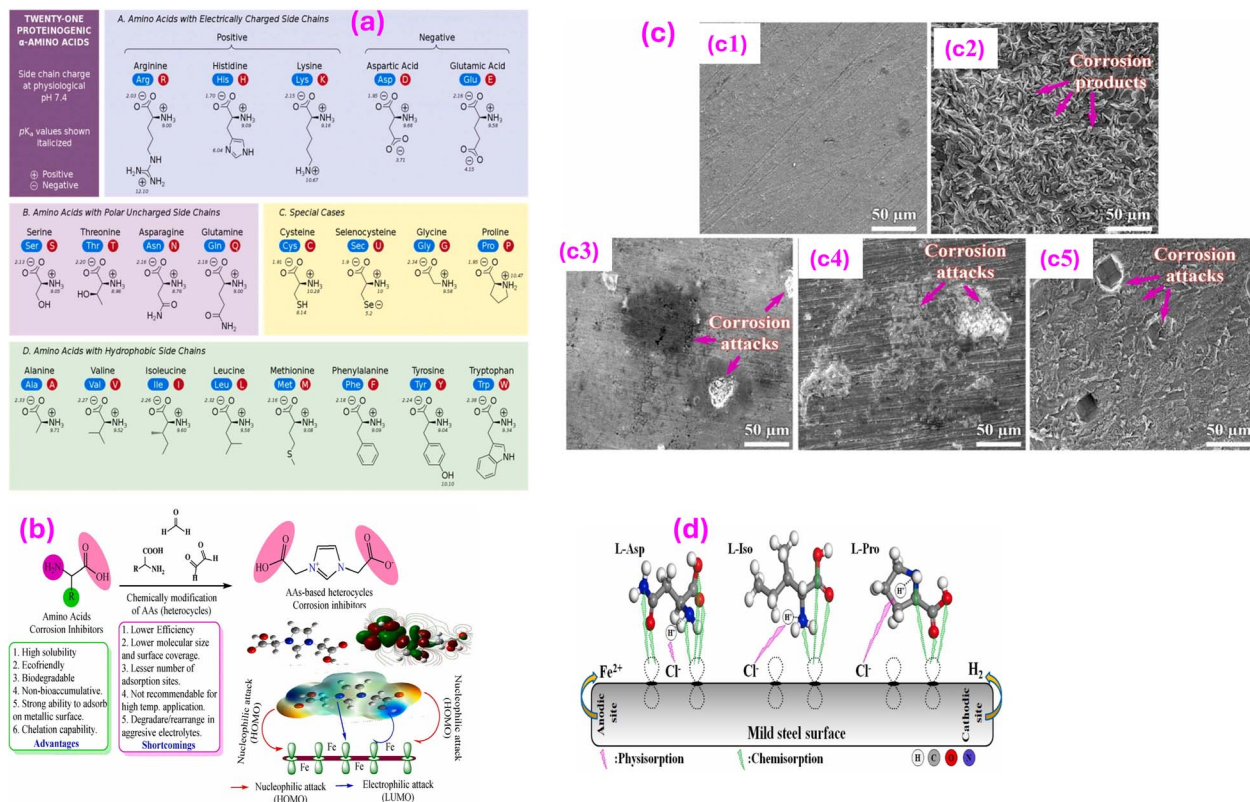 (a)
TWENTY-ONE
PROTEINOGENIC
α-AMINO ACIDS
Side chain charge
at physiological
pH 7.4
pKa values shown
italicized
⊕ Positive
⊖ Negative
A. Amino Acids with Electrically Charged Side Chains
Positive
Negative
Arginine
Arg R
Histidine
His H
Lysine
Lys K
Aspartic Acid
Asp D
Glutamic Acid
Glu E
B. Amino Acids with Polar Uncharged Side Chains
Serine
Ser S
Threonine
Thr T
Asparagine
Asn N
Glutamine
Gln Q
C. Special Cases
Cysteine
Cys C
Selenocysteine
Sec U
Glycine
Gly G
Proline
Pro P
D. Amino Acids with Hydrophobic Side Chains
Alanine
Ala A
Valine
Val V
Isoleucine
Ile I
Leucine
Leu L
Methionine
Met M
Phenylalanine
Phe F
Tyrosine
Tyr Y
Tryptophan
Trp W
(b)
Amino Acids
Corrosion Inhibitors
Chemically modification
of AAs (heterocycles)
AAs-based heterocycles
Corrosion inhibitors
1. High solubility
2. Ecofriendly
3. Biodegradable
4. Non-bioaccumulative.
5. Strong ability to adsorb
on metallic surface.
6. Chelation capability.
Advantages
1. Lower Efficiency
2. Lower molecular size
and surface coverage.
3. Lesser number of
adsorption sites.
4. Not recommendable for
high temp. application.
5. Degradare/rearrange in
aggresive electrolytes.
Shortcomings
Nucleophilic attack
(HOMO)
Nucleophilic attack
(HOMO)
Fe
Fe
Fe
Fe
Nucleophilic attack
(HOMO)
Electrophilic attack
(LUMO)
(c)
(c1)
50 μm
(c2)
Corrosion
products
50 μm
(c3)
Corrosion
attacks
50 μm
(c4)
Corrosion
attacks
50 μm
(c5)
Corrosion
attacks
50 μm
(d)
L-Asp
L-Iso
L-Pro
H⁺
H⁺
H⁺
Cl⁻
Cl⁻
Cl⁻
Fe²⁺
H₂
Anodic
site
Cathodic
site
Mild steel surface
:Physisorption
:Chemisorption
H C O N